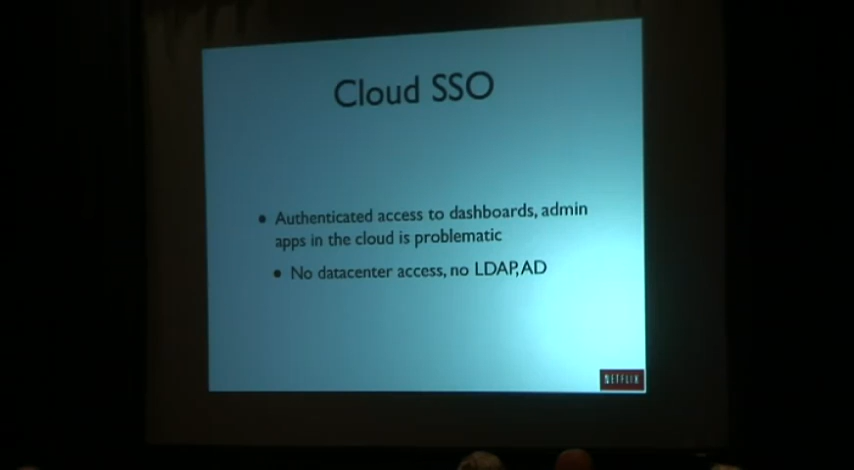 Cloud SSO
• Authenticated access to dashboards, admin
apps in the cloud is problematic
• No datacenter access, no LDAP, AD
NETFLIX